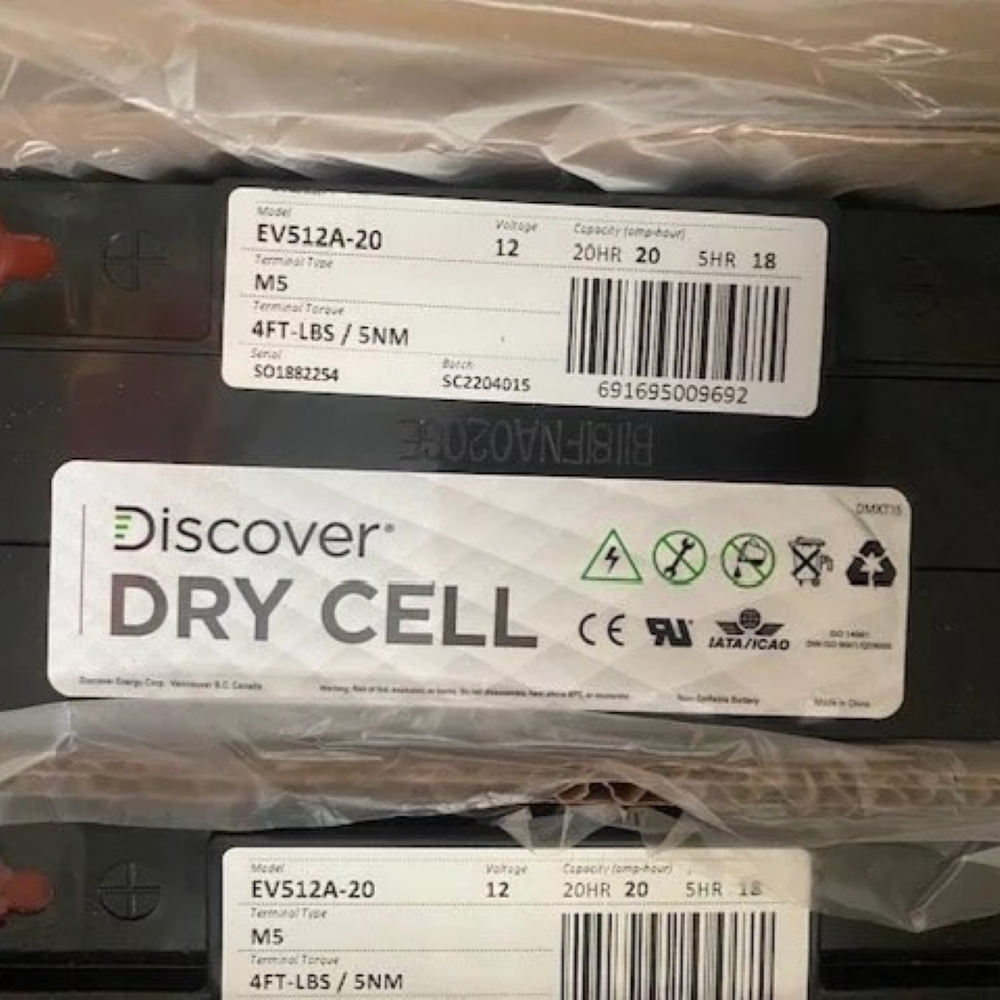 Model
EV512A-20
Voltage
12
Capacity (amp-hour)
20HR 20 5HR 18
Terminal Type
M5
Terminal Torque
4FT-LBS / 5NM
Serial
SO1882254
Batch
SC2204015
691695009692
DMXT15
Discover®
DRY CELL
Pb
CE
IATA/ICAO
ISO 14001
Discover Energy Corp. Vancouver B.C. Canada
Non-Spillable Battery
Made in China
Model
EV512A-20
Voltage
12
Capacity (amp-hour)
20HR 20 5HR 18
Terminal Type
M5
Terminal Torque
4FT-LBS / 5NM